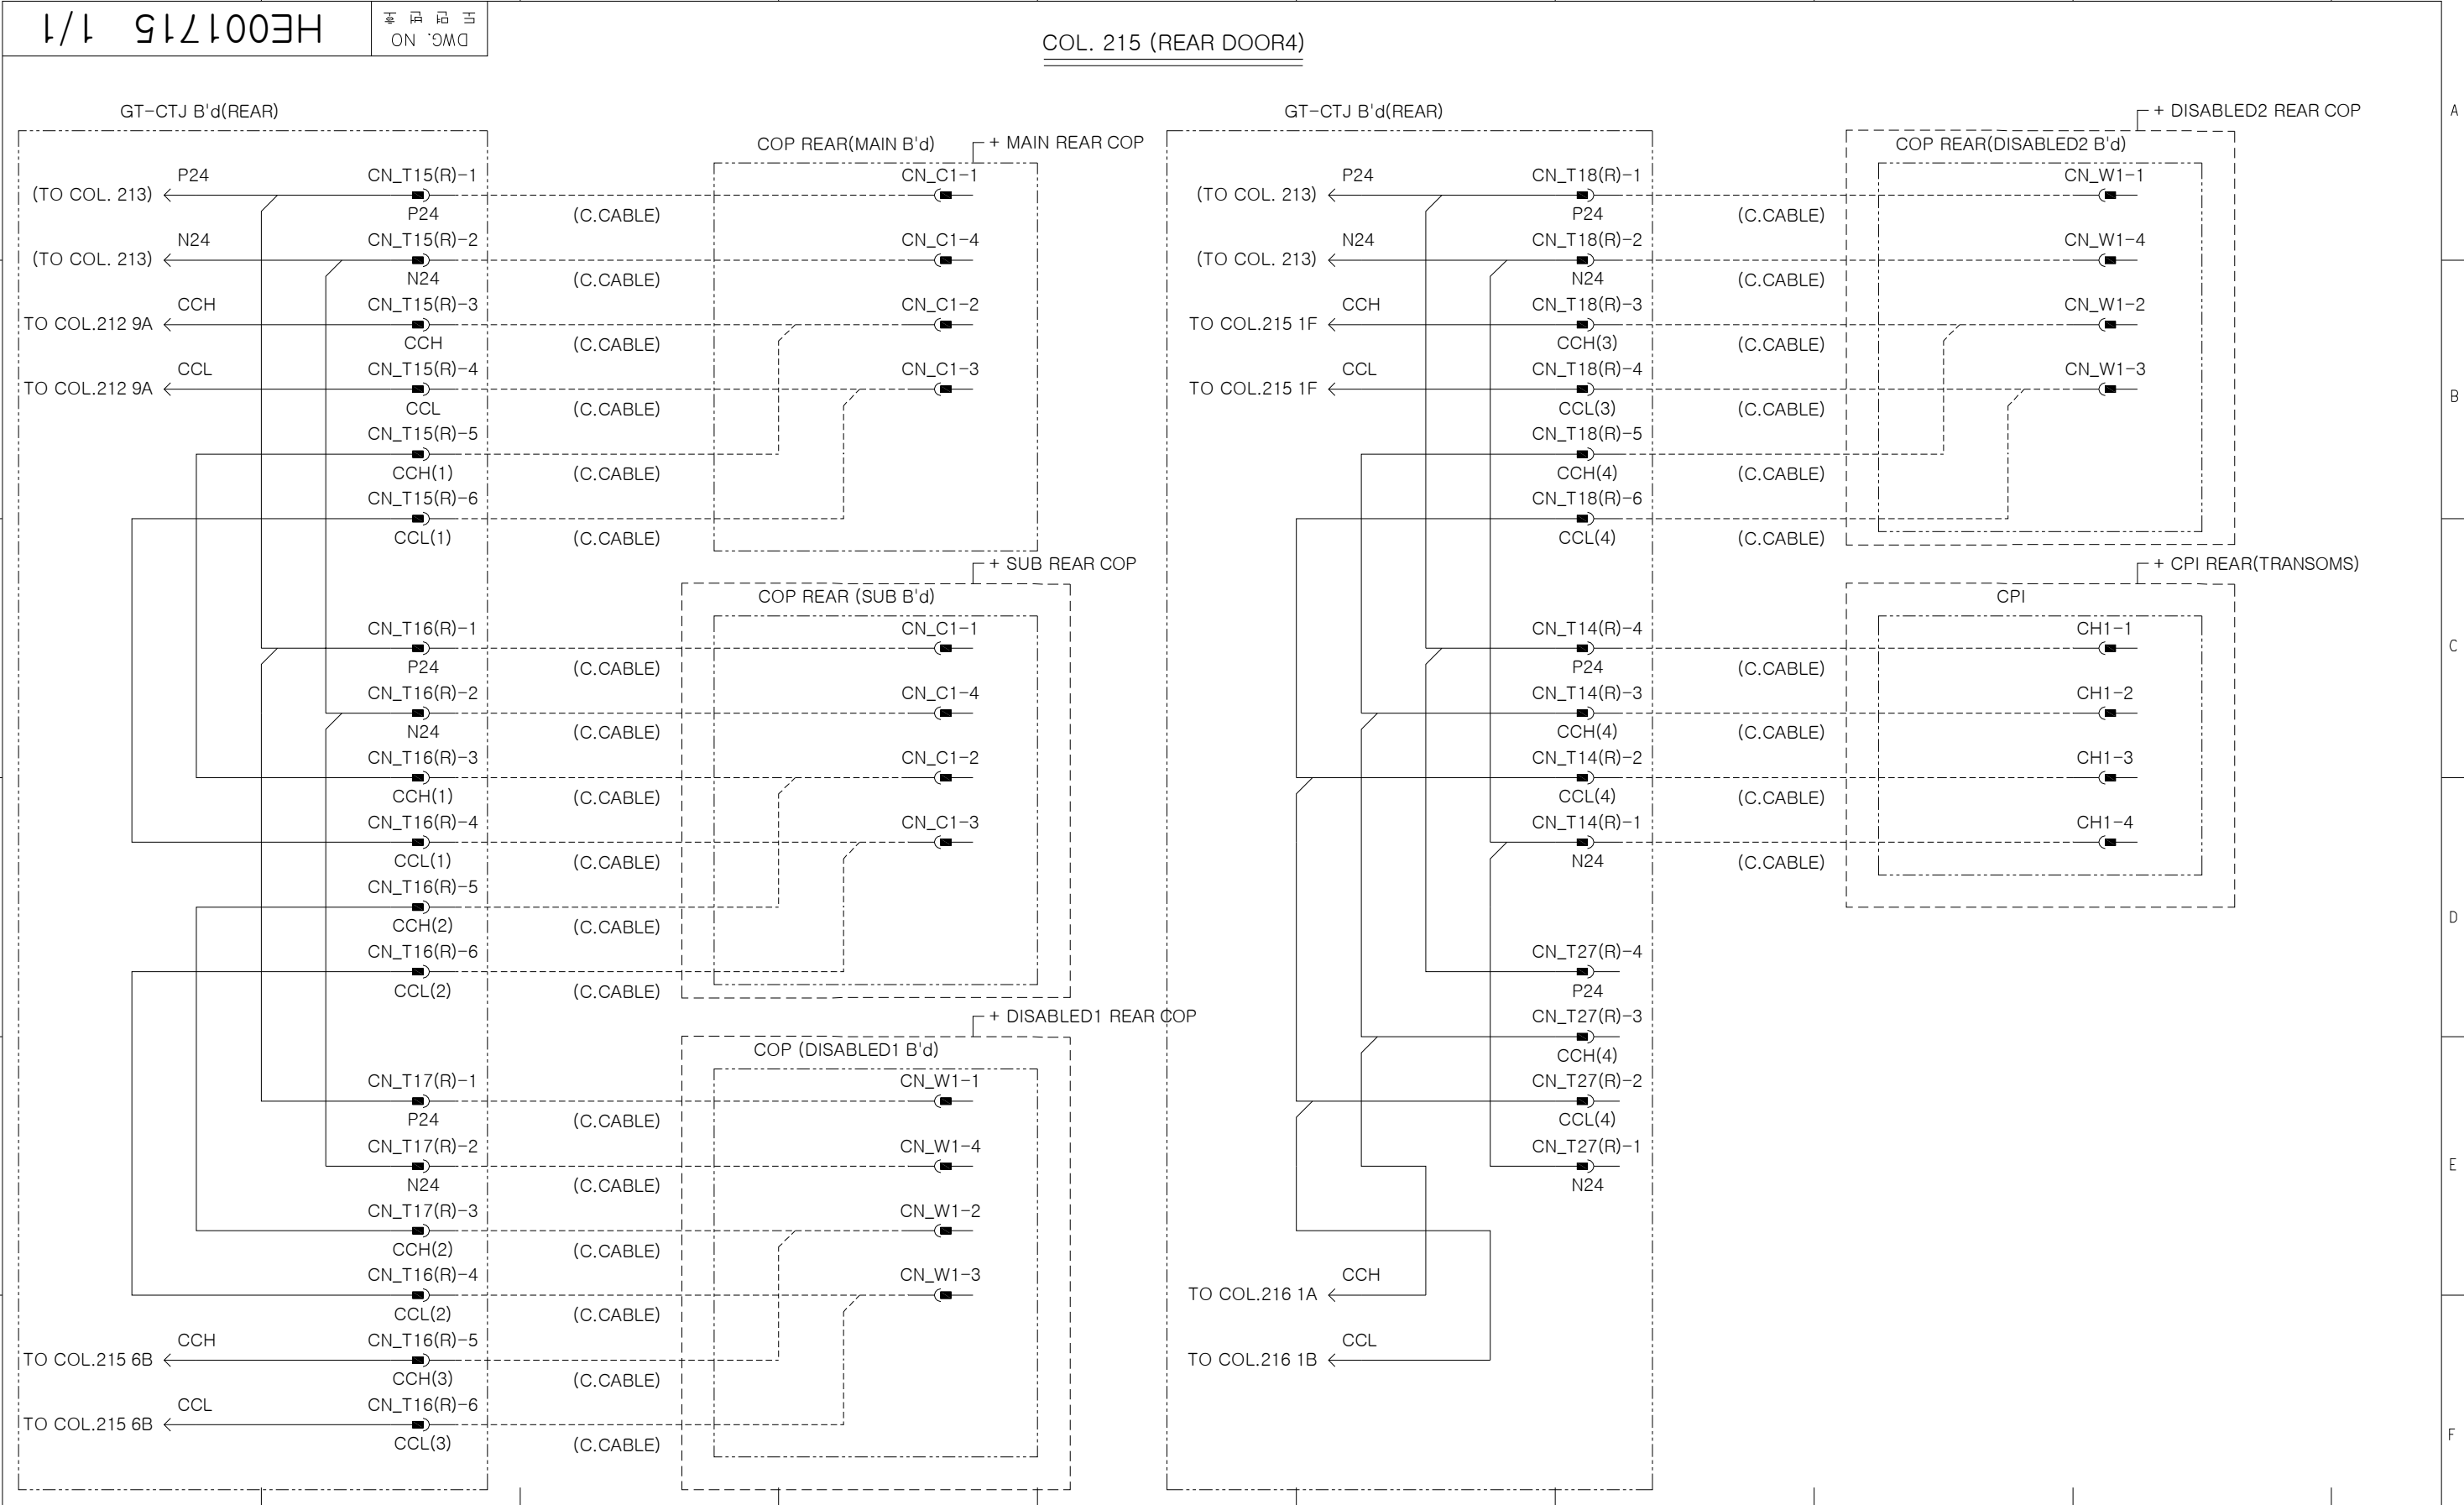 HE001715 1/1
도면번호
DWG. NO
COL. 215 (REAR DOOR4)
GT-CTJ B'd(REAR)
COP REAR(MAIN B'd)
+ MAIN REAR COP
(TO COL. 213)
P24
CN_T15(R)-1
P24
(C.CABLE)
CN_C1-1
(TO COL. 213)
N24
CN_T15(R)-2
N24
(C.CABLE)
CN_C1-4
TO COL.212 9A
CCH
CN_T15(R)-3
CCH
(C.CABLE)
CN_C1-2
TO COL.212 9A
CCL
CN_T15(R)-4
CCL
(C.CABLE)
CN_C1-3
CN_T15(R)-5
CCH(1)
(C.CABLE)
CN_T15(R)-6
CCL(1)
(C.CABLE)
+ SUB REAR COP
COP REAR (SUB B'd)
CN_T16(R)-1
P24
(C.CABLE)
CN_C1-1
CN_T16(R)-2
N24
(C.CABLE)
CN_C1-4
CN_T16(R)-3
CCH(1)
(C.CABLE)
CN_C1-2
CN_T16(R)-4
CCL(1)
(C.CABLE)
CN_C1-3
CN_T16(R)-5
CCH(2)
(C.CABLE)
CN_T16(R)-6
CCL(2)
(C.CABLE)
+ DISABLED1 REAR COP
COP (DISABLED1 B'd)
CN_T17(R)-1
P24
(C.CABLE)
CN_W1-1
CN_T17(R)-2
N24
(C.CABLE)
CN_W1-4
CN_T17(R)-3
CCH(2)
(C.CABLE)
CN_W1-2
CN_T16(R)-4
CCL(2)
(C.CABLE)
CN_W1-3
TO COL.215 6B
CCH
CN_T16(R)-5
CCH(3)
(C.CABLE)
TO COL.215 6B
CCL
CN_T16(R)-6
CCL(3)
(C.CABLE)
GT-CTJ B'd(REAR)
+ DISABLED2 REAR COP
COP REAR(DISABLED2 B'd)
(TO COL. 213)
P24
CN_T18(R)-1
P24
(C.CABLE)
CN_W1-1
(TO COL. 213)
N24
CN_T18(R)-2
N24
(C.CABLE)
CN_W1-4
TO COL.215 1F
CCH
CN_T18(R)-3
CCH(3)
(C.CABLE)
CN_W1-2
TO COL.215 1F
CCL
CN_T18(R)-4
CCL(3)
(C.CABLE)
CN_W1-3
CN_T18(R)-5
CCH(4)
(C.CABLE)
CN_T18(R)-6
CCL(4)
(C.CABLE)
+ CPI REAR(TRANSOMS)
CPI
CN_T14(R)-4
P24
(C.CABLE)
CH1-1
CN_T14(R)-3
CCH(4)
(C.CABLE)
CH1-2
CN_T14(R)-2
CCL(4)
(C.CABLE)
CH1-3
CN_T14(R)-1
N24
(C.CABLE)
CH1-4
CN_T27(R)-4
P24
CN_T27(R)-3
CCH(4)
CN_T27(R)-2
CCL(4)
CN_T27(R)-1
N24
TO COL.216 1A
CCH
TO COL.216 1B
CCL
A
B
C
D
E
F